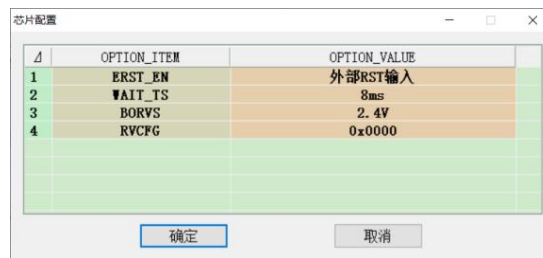 芯片配置
⊿ OPTION_ITEM OPTION_VALUE
1 ERST_EN 外部RST输入
2 WAIT_TS 8ms
3 BORVS 2.4V
4 RVCFG 0x0000
确定 取消